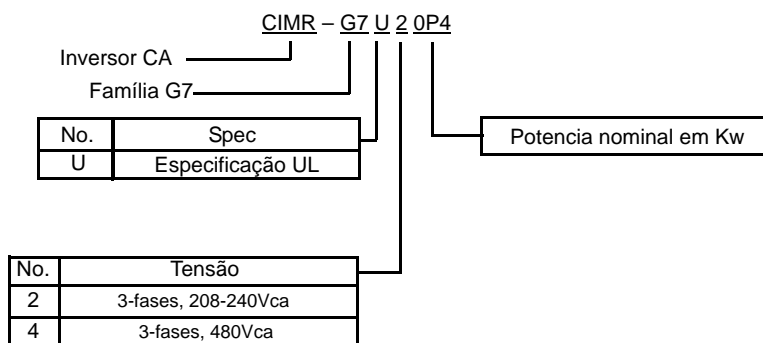 CIMR – G7 U 2 0P4
Inversor CA
Família G7
No. Spec
U Especificação UL
Potencia nominal em Kw
No. Tensão
2 3-fases, 208-240Vca
4 3-fases, 480Vca